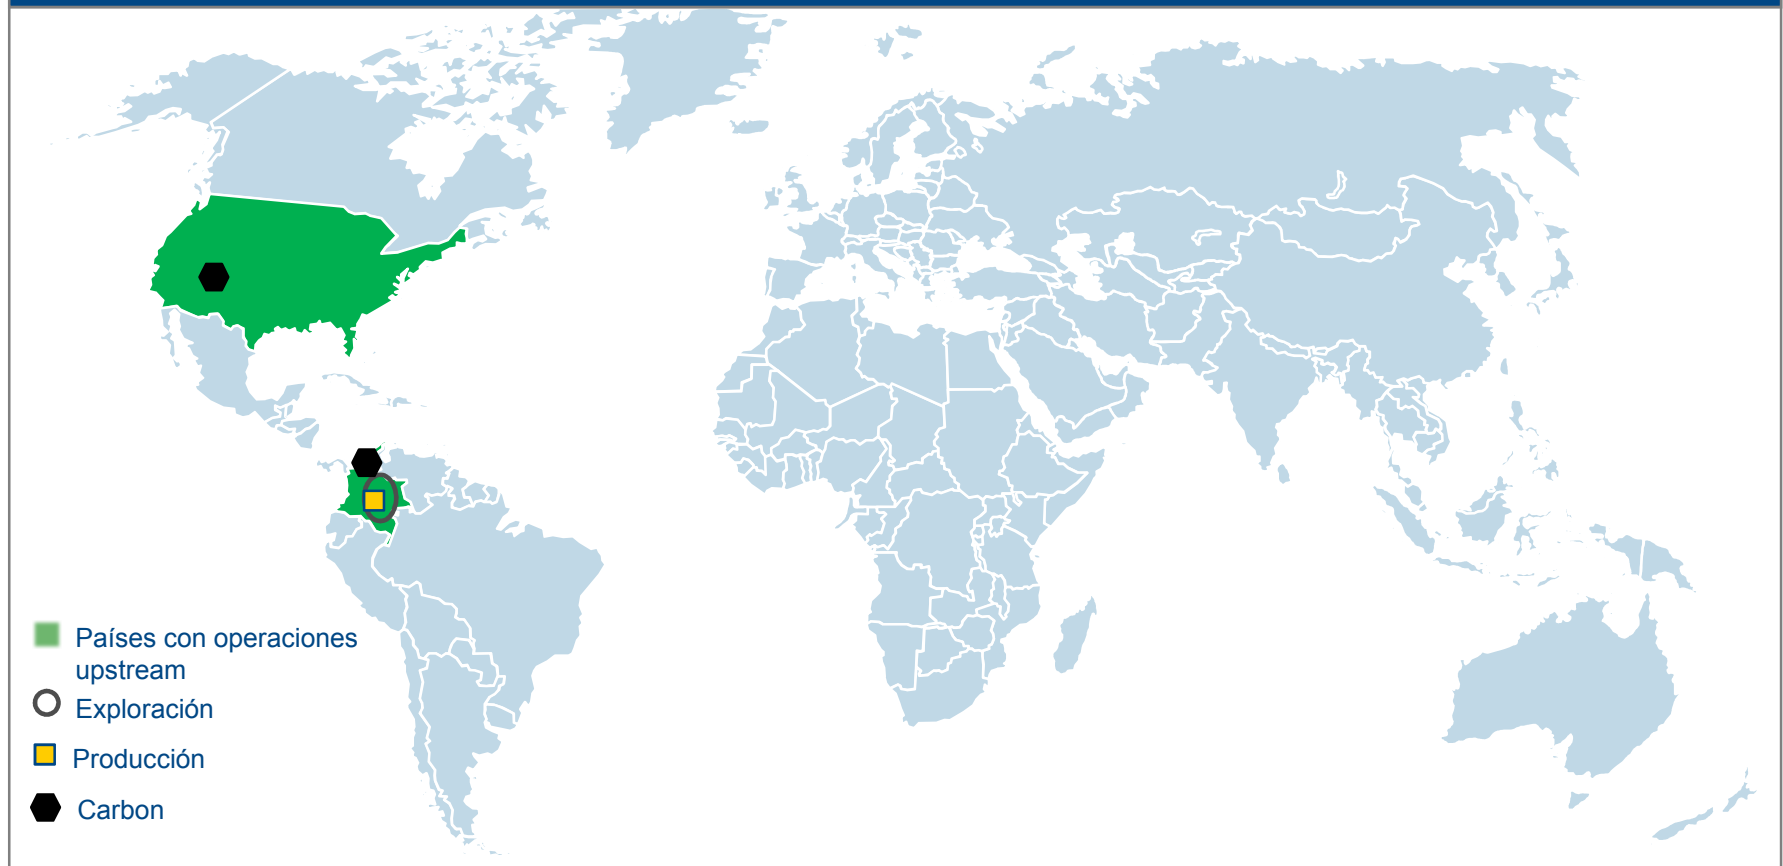 Países con operaciones
upstream
Exploración
Producción
Carbon